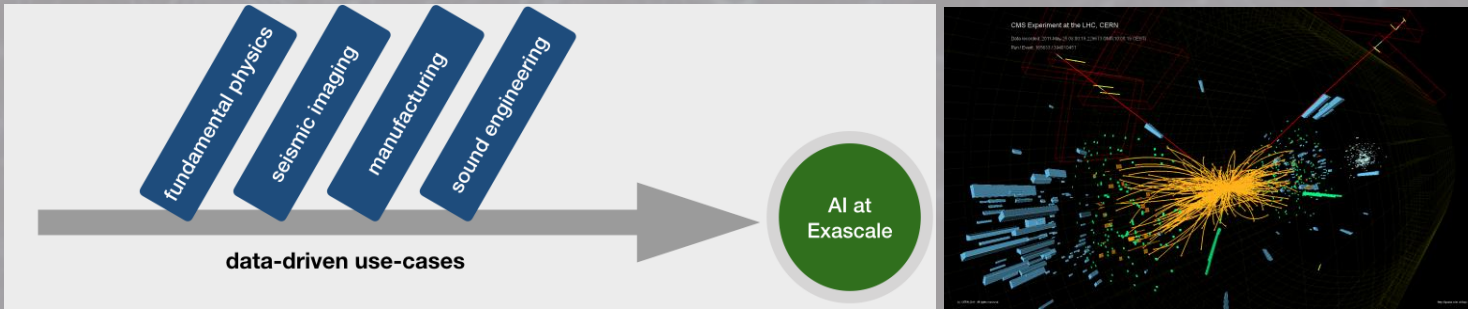 fundamental physics
seismic imaging
manufacturing
sound engineering
data-driven use-cases
AI at
Exascale
CMS Experiment at the LHC, CERN